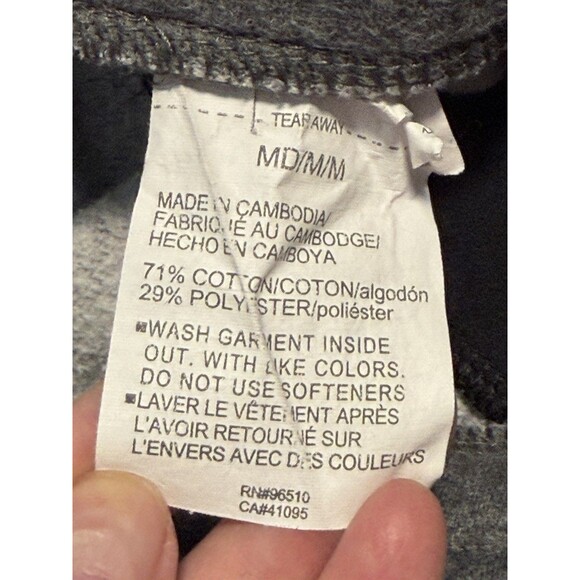 TEAR AWAY
MD/M/M
MADE IN CAMBODIA/
FABRIQUÉ AU CAMBODGE/
HECHO EN CAMBOYA
71% COTTON/COTON/algodón
29% POLYESTER/poliéster
WASH GARMENT INSIDE
OUT. WITH LIKE COLORS.
DO NOT USE SOFTENERS
LAVER LE VÊTEMENT APRÈS
L'AVOIR RETOURNÉ SUR
L'ENVERS AVEC DES COULEURS
RN#96510
CA#41095